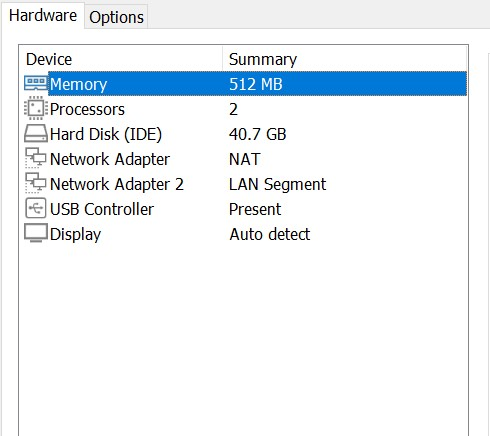 Hardware Options
Device Summary
Memory 512 MB
Processors 2
Hard Disk (IDE) 40.7 GB
Network Adapter NAT
Network Adapter 2 LAN Segment
USB Controller Present
Display Auto detect